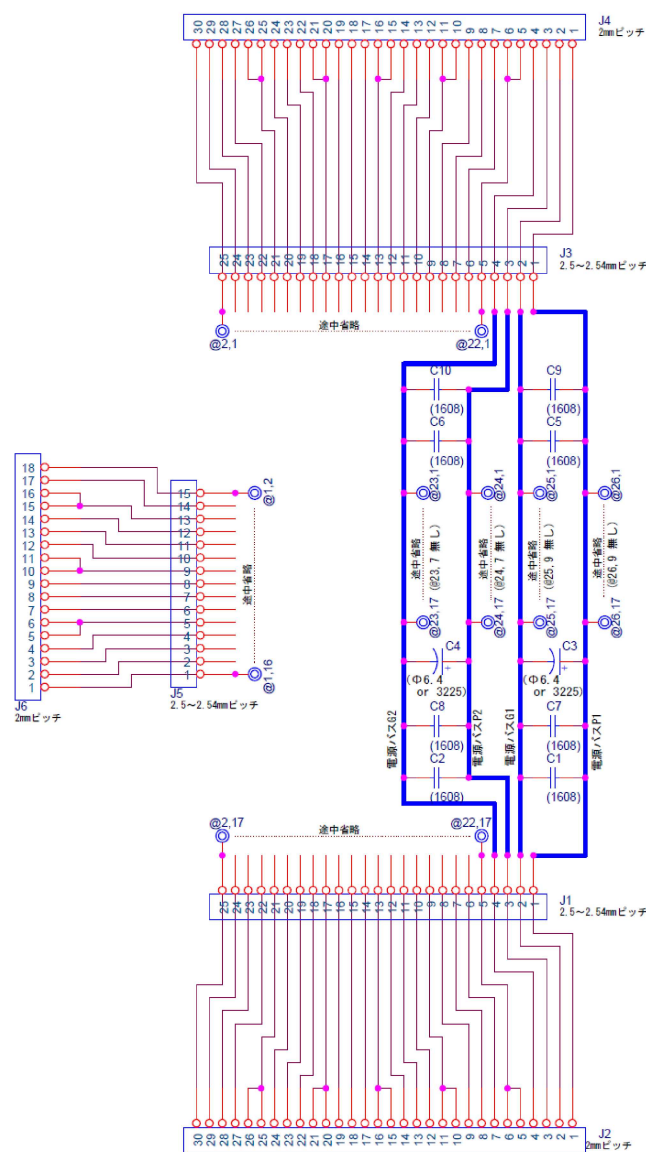 30 29 28 27 26 25 24 23 22 21 20 19 18 17 16 15 14 13 12 11 10 9 8 7 6 5 4 3 2 1
J4
2mmピッチ
25 24 23 22 21 20 19 18 17 16 15 14 13 12 11 10 9 8 7 6 5 4 3 2 1
J3
2.5~2.54mmピッチ
途中省略
@2,1
@22,1
C10
(1608)
C9
(1608)
C6
(1608)
C5
(1608)
@23,1
@24,1
@25,1
@26,1
途中省略
(@23,7 無し)
途中省略
(@24,7 無し)
途中省略
(@25,9 無し)
途中省略
(@26,9 無し)
@23,17
@24,17
@25,17
@26,17
18
17
16
15
14
13
12
11
10
9
8
7
6
5
4
3
2
1
J6
2mmピッチ
15
14
13
12
11
10
9
8
7
6
5
4
3
2
1
J5
2.5~2.54mmピッチ
@1,2
途中省略
@1,16
C4
+
(Φ6.4
or 3225)
C3
+
(Φ6.4
or 3225)
電源バスG2
電源バスP2
電源バスG1
電源バスP1
C8
(1608)
C7
(1608)
C2
(1608)
C1
(1608)
@2,17
途中省略
@22,17
25 24 23 22 21 20 19 18 17 16 15 14 13 12 11 10 9 8 7 6 5 4 3 2 1
J1
2.5~2.54mmピッチ
30 29 28 27 26 25 24 23 22 21 20 19 18 17 16 15 14 13 12 11 10 9 8 7 6 5 4 3 2 1
J2
2mmピッチ